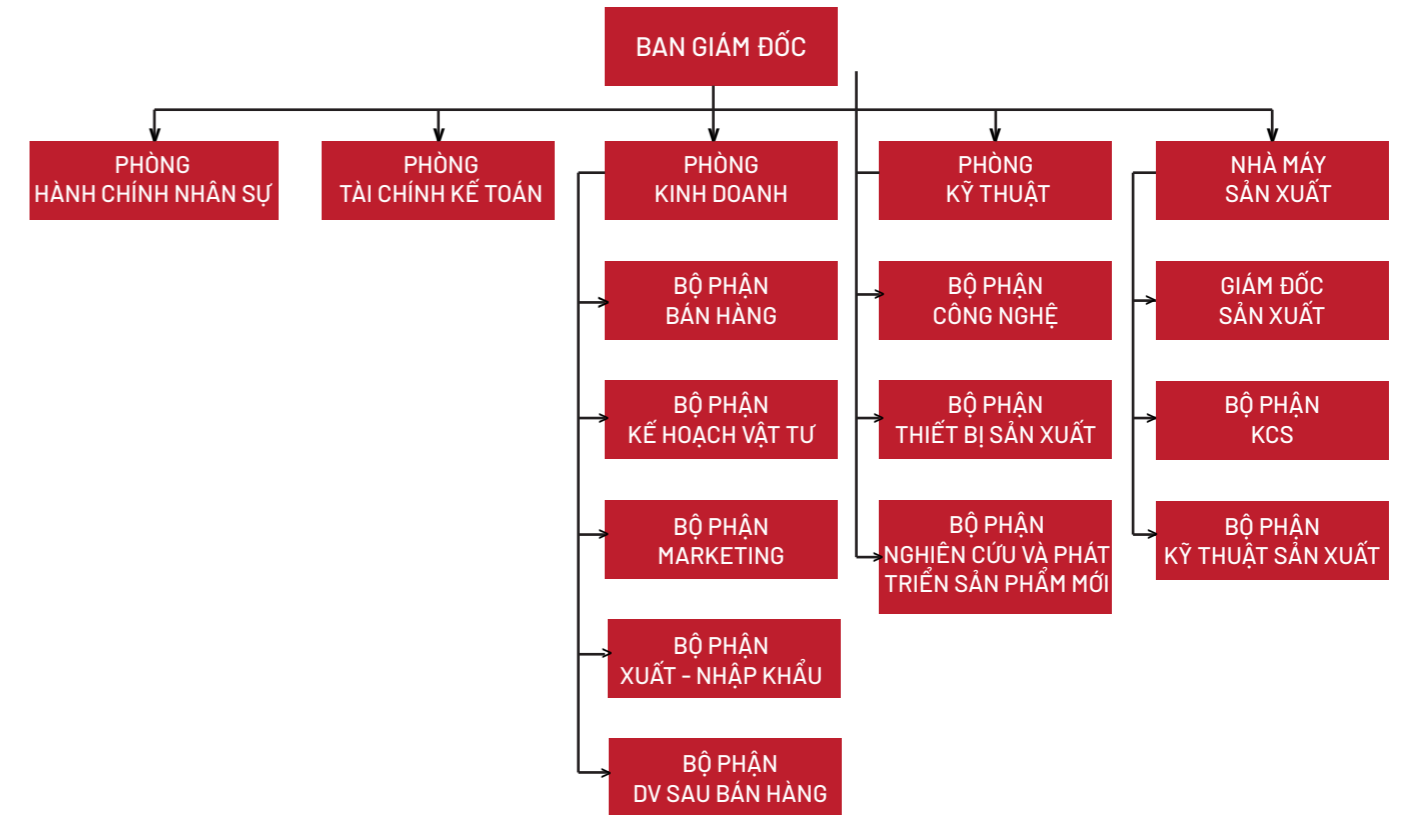 BAN GIÁM ĐỐC
PHÒNG
HÀNH CHÍNH NHÂN SỰ
PHÒNG
TÀI CHÍNH KẾ TOÁN
PHÒNG
KINH DOANH
PHÒNG
KỸ THUẬT
NHÀ MÁY
SẢN XUẤT
BỘ PHẬN
BÁN HÀNG
BỘ PHẬN
CÔNG NGHỆ
GIÁM ĐỐC
SẢN XUẤT
BỘ PHẬN
KẾ HOẠCH VẬT TƯ
BỘ PHẬN
THIẾT BỊ SẢN XUẤT
BỘ PHẬN
KCS
BỘ PHẬN
MARKETING
BỘ PHẬN
NGHIÊN CỨU VÀ PHÁT
TRIỂN SẢN PHẨM MỚI
BỘ PHẬN
KỸ THUẬT SẢN XUẤT
BỘ PHẬN
XUẤT - NHẬP KHẨU
BỘ PHẬN
DV SAU BÁN HÀNG